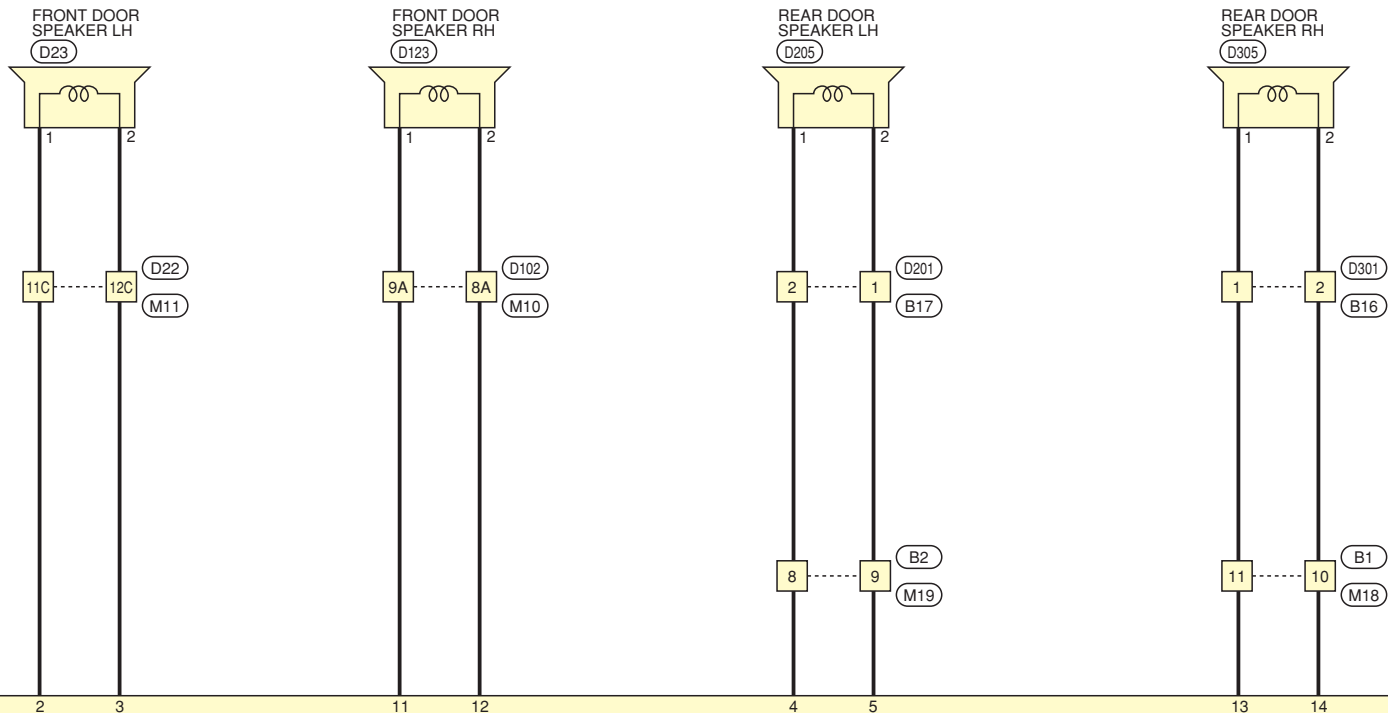 FRONT DOOR
SPEAKER LH
D23
FRONT DOOR
SPEAKER RH
D123
REAR DOOR
SPEAKER LH
D205
REAR DOOR
SPEAKER RH
D305
1 2
1 2
1 2
1 2
11C 12C
D22
M11
9A 8A
D102
M10
2 1
D201
B17
1 2
D301
B16
8 9
B2
M19
11 10
B1
M18
2 3 11 12 4 5 13 14